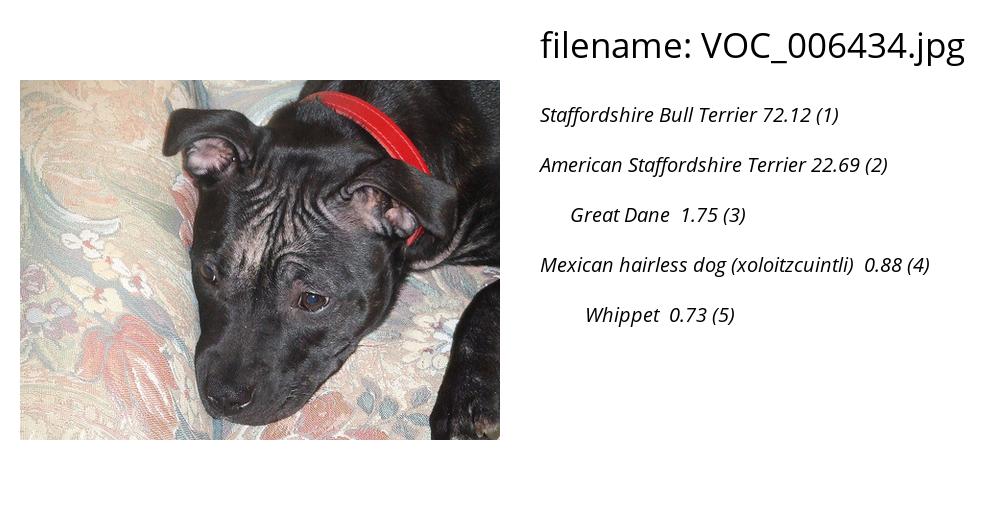 filename: VOC_006434.jpg
Staffordshire Bull Terrier 72.12 (1)
American Staffordshire Terrier 22.69 (2)
Great Dane 1.75 (3)
Mexican hairless dog (xoloitzcuintli) 0.88 (4)
Whippet 0.73 (5)